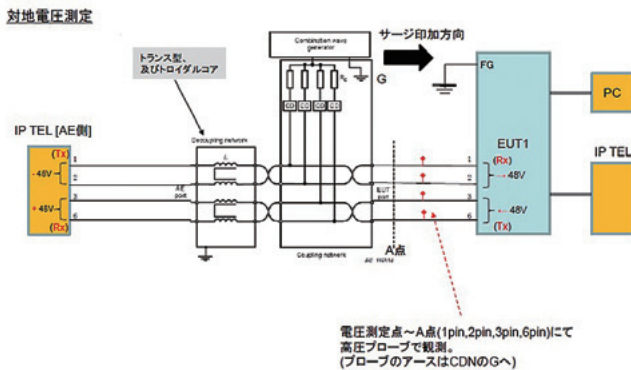 対地電圧測定
Combination wave
generator
サージ印加方向
トランス型、
及びトロイダルコア
G
FG
PC
CD CD CD CD
IP TEL [AE側]
Decoupling network
EUT1
IP TEL
(Tx)
1
1
(Rx)
- 48V
AE
port
EUT
port
48V
2
2
3
3
+ 48V
48V
6
6
(Rx)
(Tx)
A点
Coupling network
電圧測定点~A点(1pin,2pin,3pin,6pin)にて
高圧プローブで観測。
(プローブのアースはCDNのGへ)